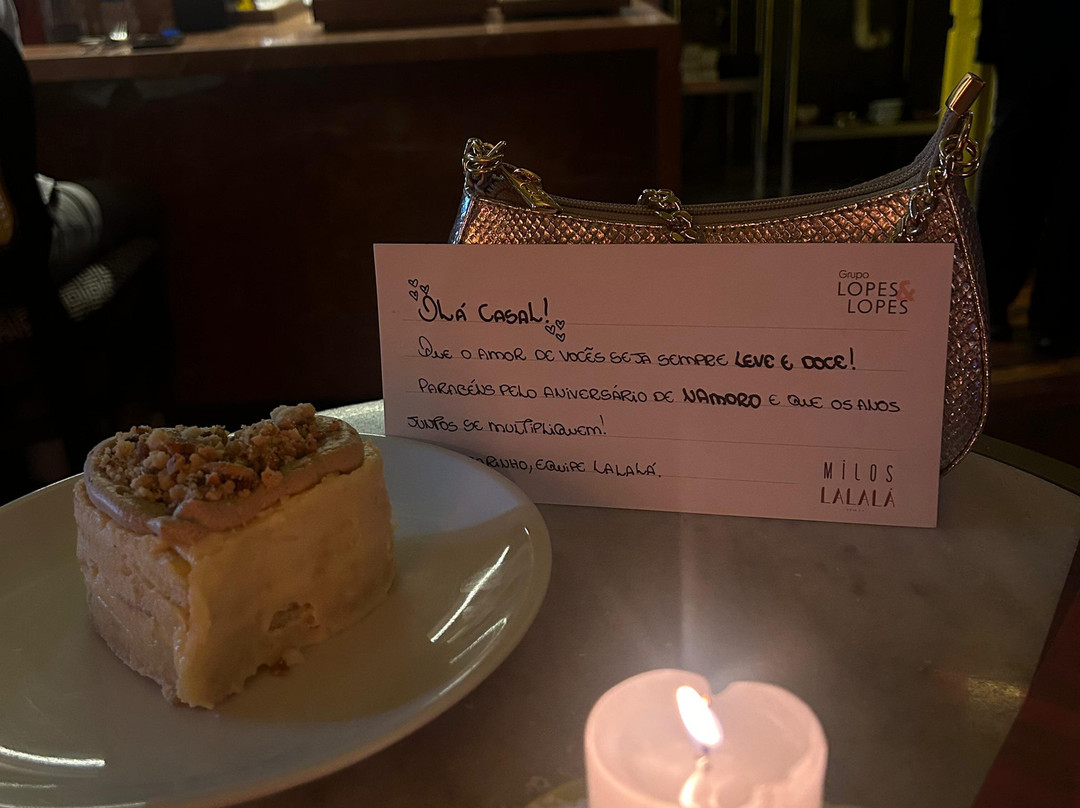 Grupo
LOPES&
LOPES
OLÁ CASAL!
QUE O AMOR DE VOCÊS SEJA SEMPRE LEVE E DOCE!
PARABÉNS PELO ANIVERSÁRIO DE NAMORO E QUE OS ANOS
JUNTOS SE MULTIPLIQUEM!
RINHO, EQUIPE LALALÁ.
MÍLOS
LALALÁ